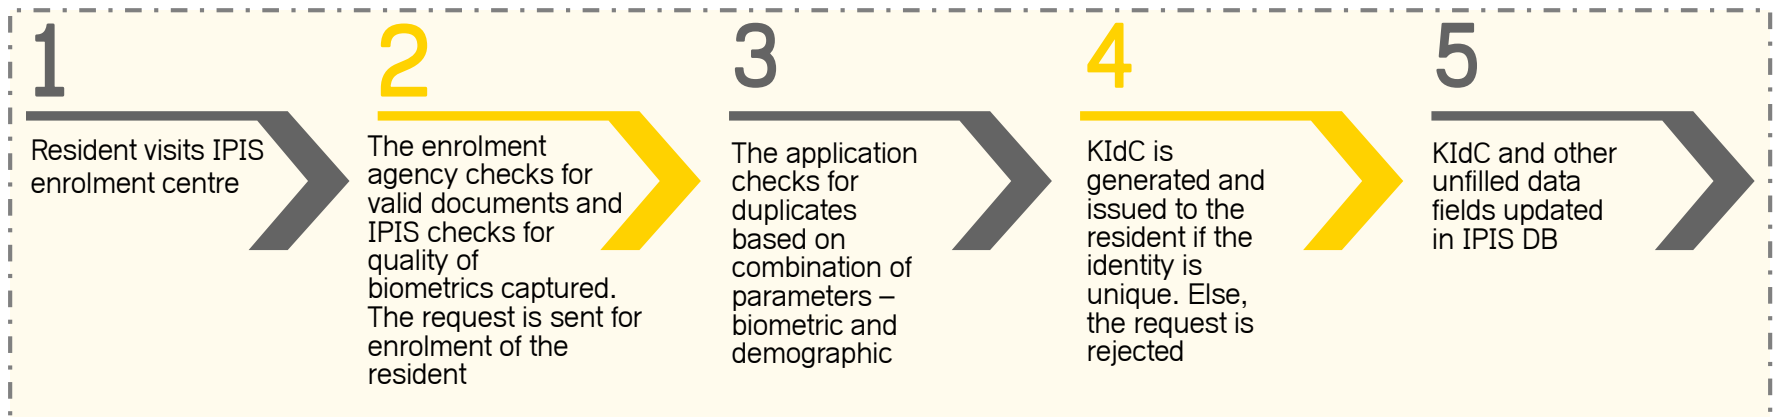 1
Resident visits IPIS
enrolment centre
2
The enrolment
agency checks for
valid documents and
IPIS checks for
quality of
biometrics captured.
The request is sent for
enrolment of the
resident
3
The application
checks for
duplicates
based on
combination of
parameters –
biometric and
demographic
4
KIdC is
generated and
issued to the
resident if the
identity is
unique. Else,
the request is
rejected
5
KIdC and other
unfilled data
fields updated
in IPIS DB